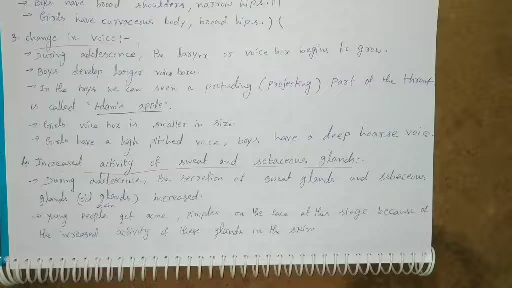 → Boys have broad shoulders, narrow hips.
→ Girls have curvaceous body, broad hips.) (
3. change in voice:-
→ During adolescence, the larynx or voice box begins to grow.
→ Boys develop larger voice box.
→ In the boys we can seen a protruding (projecting) part of the throat
is called "Adam's apple".
→ Girls voice box is smaller in size.
→ Girls have a high pitched voice, boys have a deep hoarse voice.
Increased activity of sweat and sebaceous glands:-
→ During adolescence, the secretion of sweat glands and sebaceous
glands (oil glands) increased.
→ Young people get acne, pimples on the face at this stage because of
the increased activity of these glands in the skin